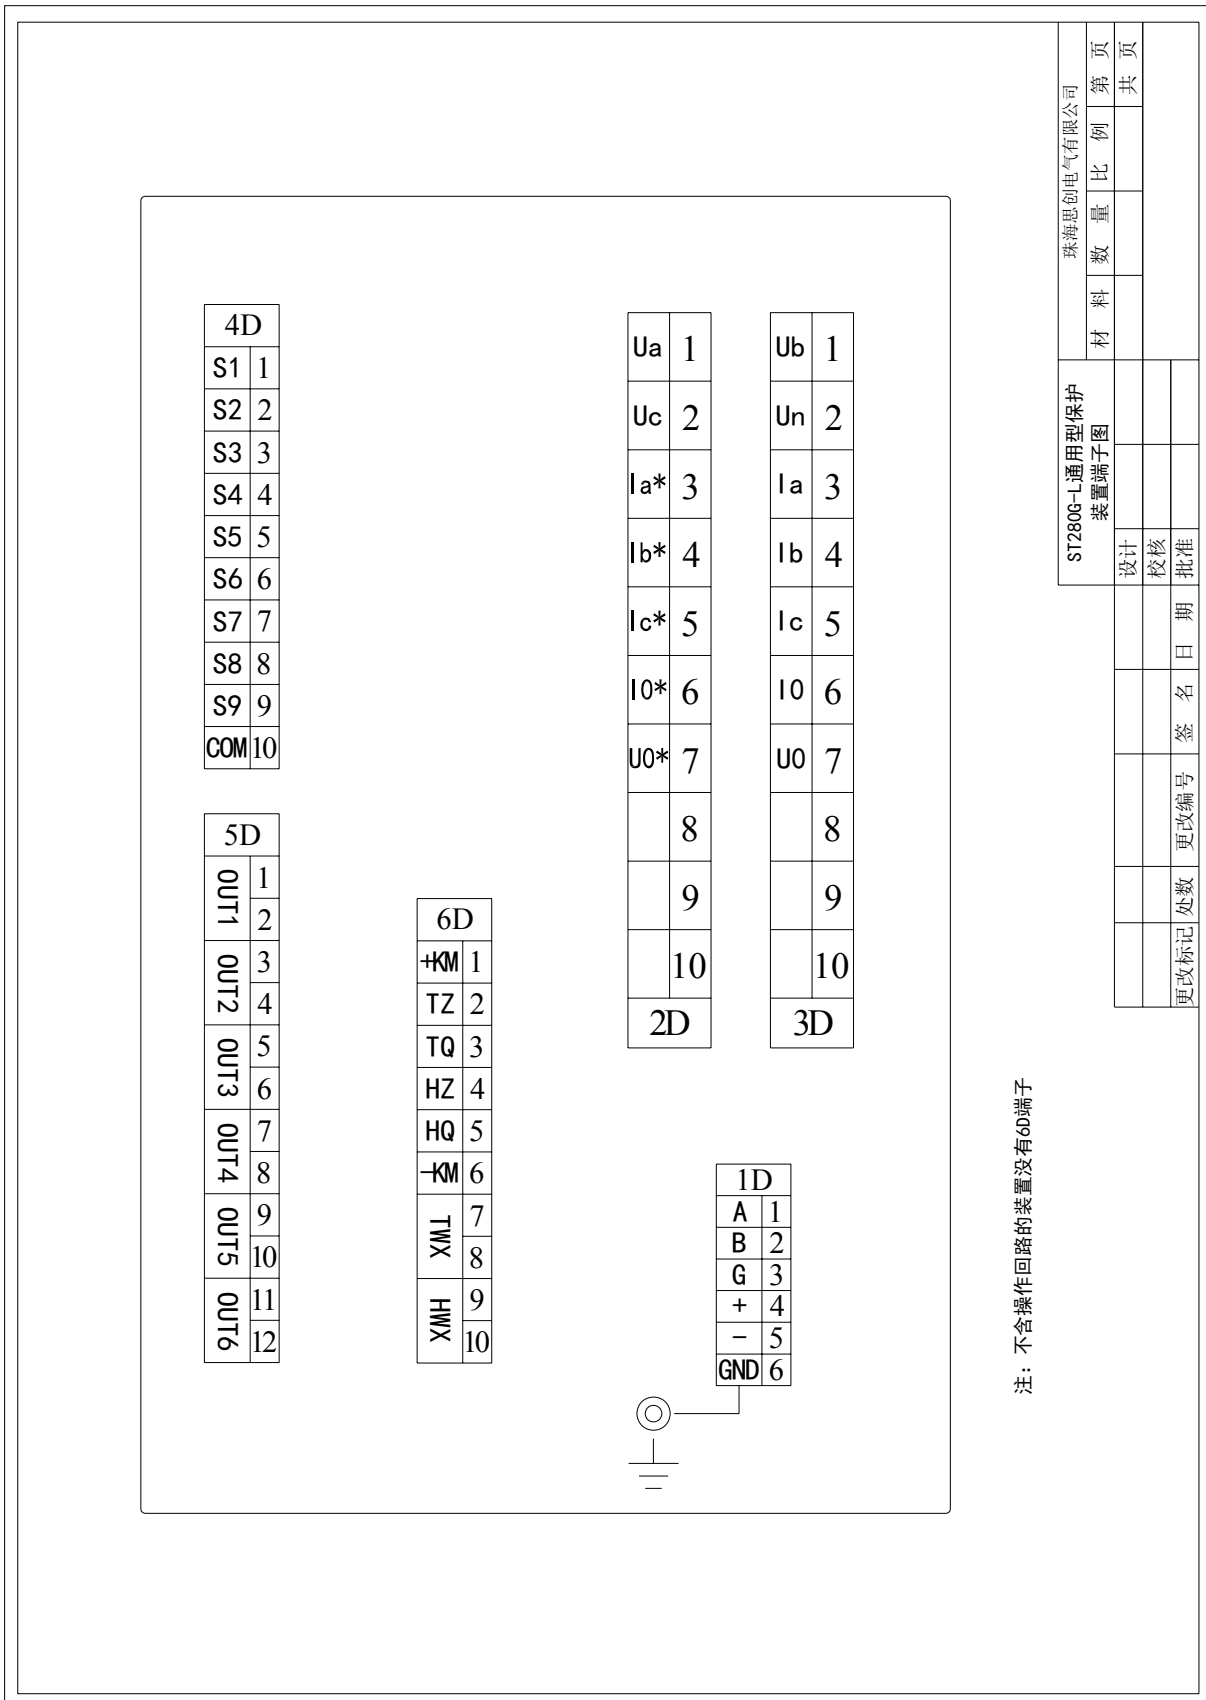 4D
S1 1
S2 2
S3 3
S4 4
S5 5
S6 6
S7 7
S8 8
S9 9
COM 10
5D
OUT1 1
2
OUT2 3
4
OUT3 5
6
OUT4 7
8
OUT5 9
10
OUT6 11
12
6D
+KM 1
TZ 2
TQ 3
HZ 4
HQ 5
-KM 6
TWX 7
8
HWX 9
10
Ua 1
Uc 2
Ia* 3
Ib* 4
Ic* 5
I0* 6
U0* 7
8
9
10
2D
Ub 1
Un 2
Ia 3
Ib 4
Ic 5
I0 6
U0 7
8
9
10
3D
1D
A 1
B 2
G 3
+ 4
- 5
GND 6
注：不含操作回路的装置没有6D端子
ST280G-L通用型保护
装置端子图
珠海思创电气有限公司
材 料 数 量 比 例 第 页
共 页
设计
校核
更改标记 处数 更改编号 签 名 日 期 批准